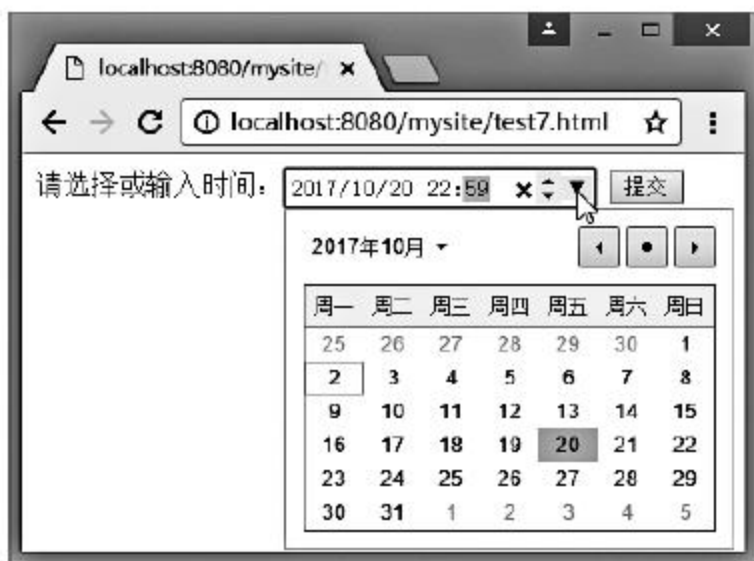 localhost:8080/mysite/
localhost:8080/mysite/test7.html
请选择或输入时间： 2017/10/20 22:59 提交
2017年10月
周一 周二 周三 周四 周五 周六 周日
25 26 27 28 29 30 1
2 3 4 5 6 7 8
9 10 11 12 13 14 15
16 17 18 19 20 21 22
23 24 25 26 27 28 29
30 31 1 2 3 4 5